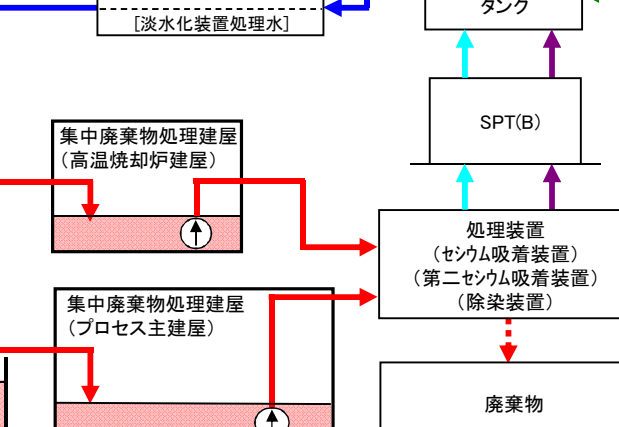 [淡水化装置処理水]
タンク
SPT(B)
集中廃棄物処理建屋
（高温焼却炉建屋）
処理装置
（セシウム吸着装置）
（第二セシウム吸着装置）
（除染装置）
集中廃棄物処理建屋
（プロセス主建屋）
廃棄物